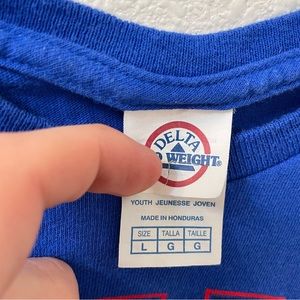 DELTA
WEIGHT®
YOUTH JEUNESSE JOVEN
MADE IN HONDURAS
SIZE TALLA TAILLE
L G G